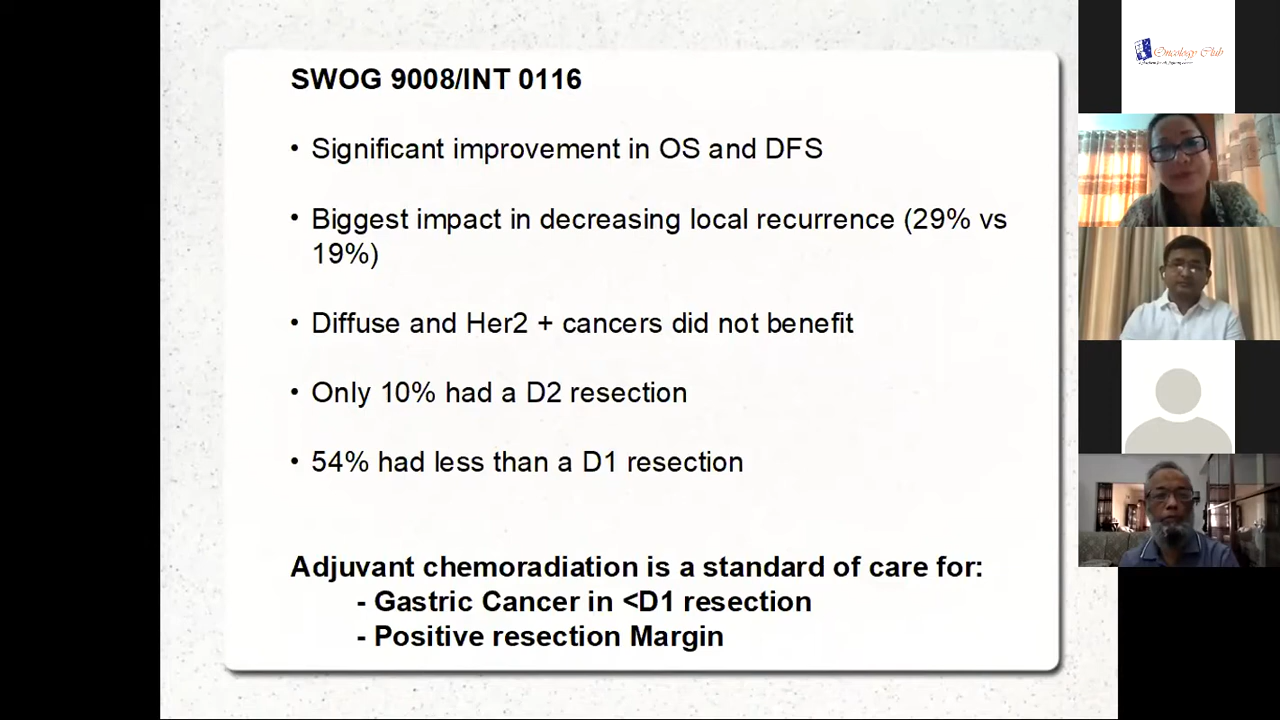 SWOG 9008/INT 0116
• Significant improvement in OS and DFS
• Biggest impact in decreasing local recurrence (29% vs
19%)
• Diffuse and Her2 + cancers did not benefit
• Only 10% had a D2 resection
• 54% had less than a D1 resection
Adjuvant chemoradiation is a standard of care for:
- Gastric Cancer in <D1 resection
- Positive resection Margin
Oncology Club